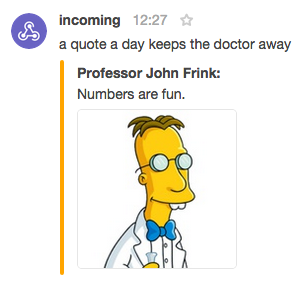 incoming 12:27
a quote a day keeps the doctor away
Professor John Frink:
Numbers are fun.